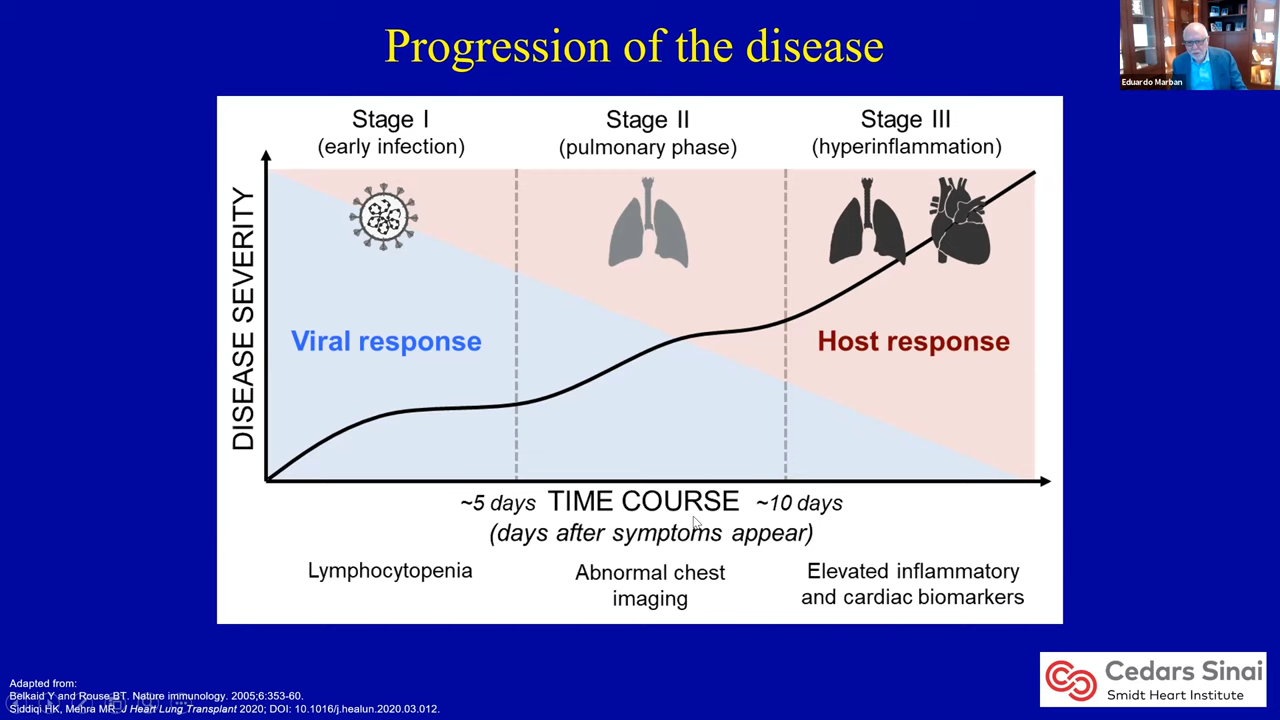 Progression of the disease
Eduardo Marban
Stage I
(early infection)
Stage II
(pulmonary phase)
Stage III
(hyperinflammation)
DISEASE SEVERITY
Viral response
Host response
~5 days TIME COURSE ~10 days
(days after symptoms appear)
Lymphocytopenia
Abnormal chest
imaging
Elevated inflammatory
and cardiac biomarkers
Adapted from:
Belkaid Y and Rouse BT. Nature immunology. 2005;6:353-60.
Siddiqi HK, Mehra MR. J Heart Lung Transplant 2020; DOI: 10.1016/j.healun.2020.03.012.
Cedars Sinai
Smidt Heart Institute